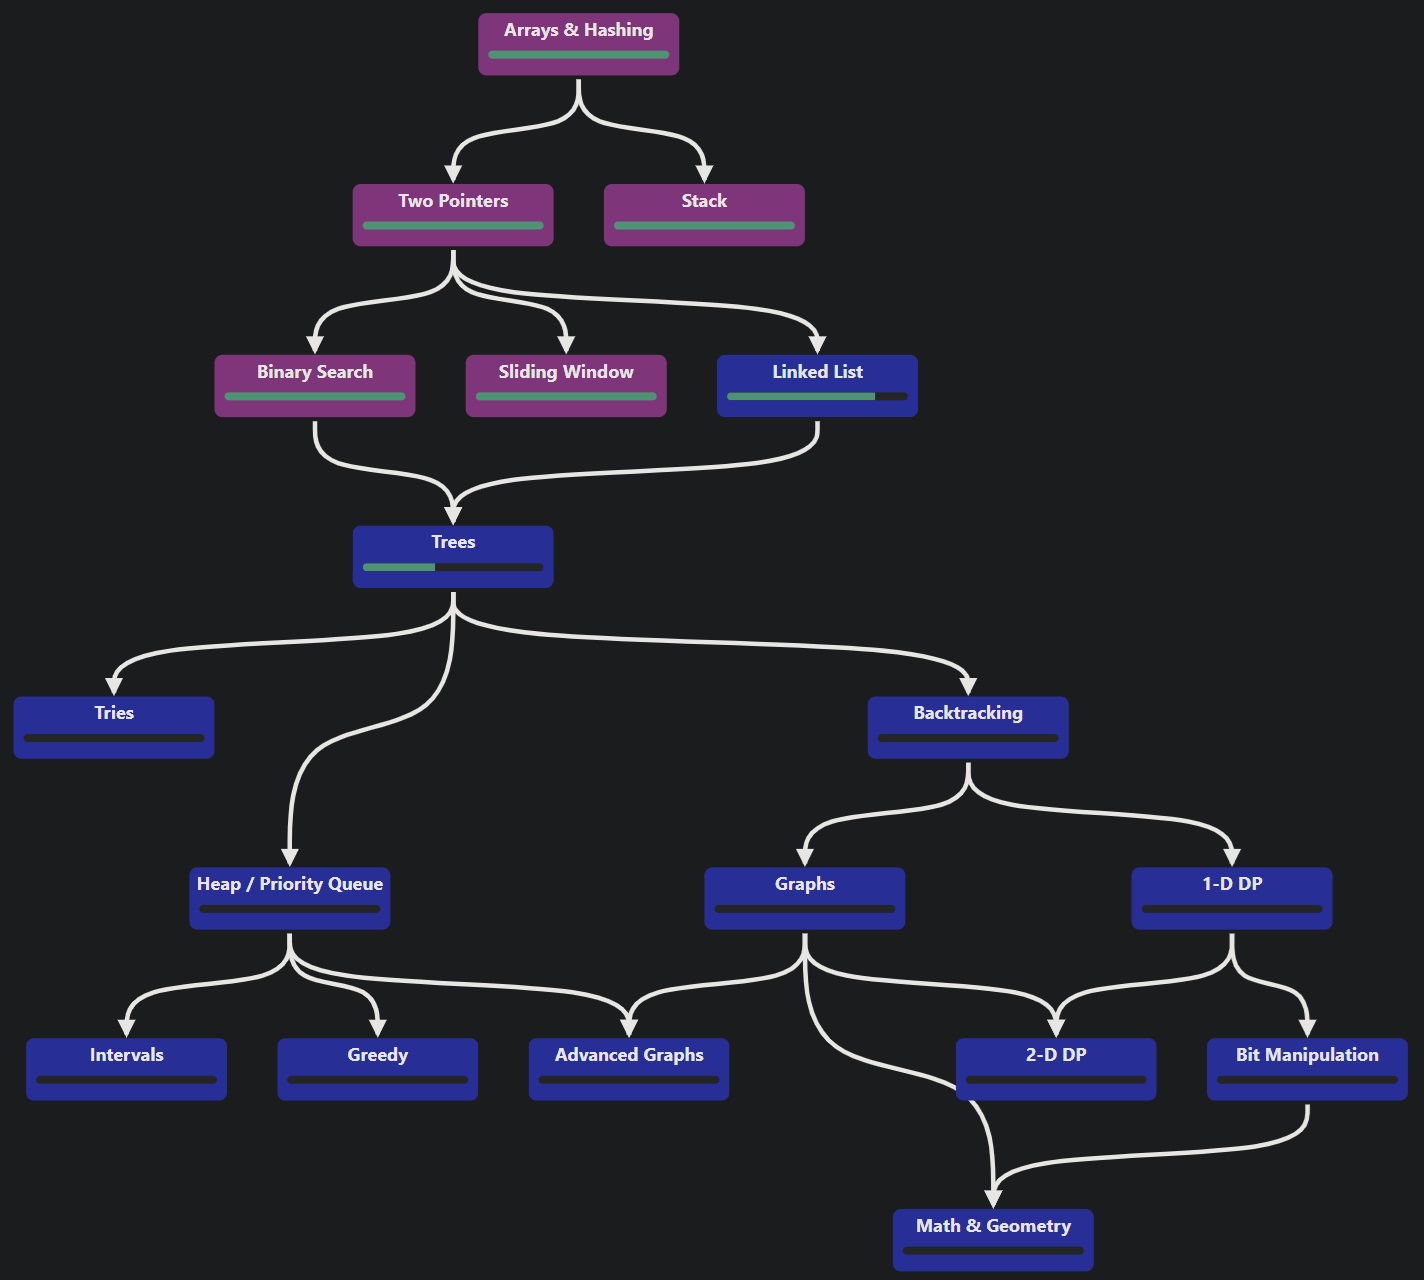 Arrays & Hashing
Two Pointers
Stack
Binary Search
Sliding Window
Linked List
Trees
Tries
Backtracking
Heap / Priority Queue
Graphs
1-D DP
Intervals
Greedy
Advanced Graphs
2-D DP
Bit Manipulation
Math & Geometry